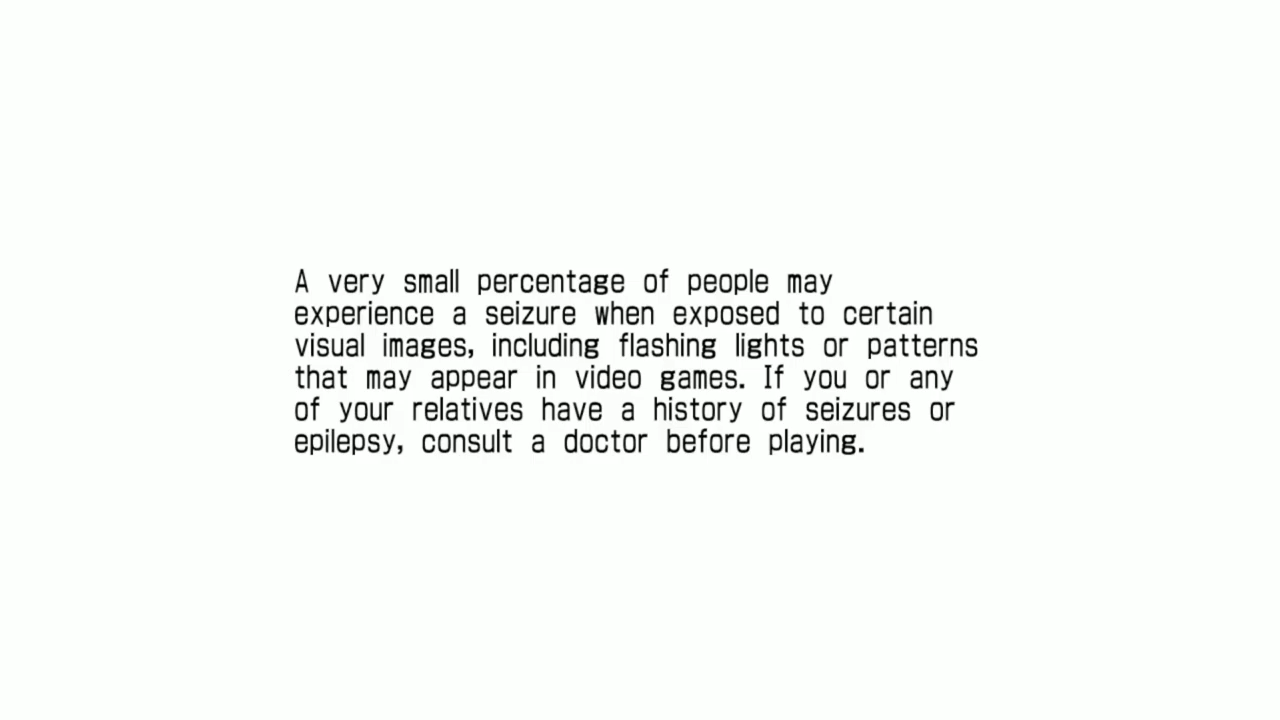 A very small percentage of people may
experience a seizure when exposed to certain
visual images, including flashing lights or patterns
that may appear in video games. If you or any
of your relatives have a history of seizures or
epilepsy, consult a doctor before playing.